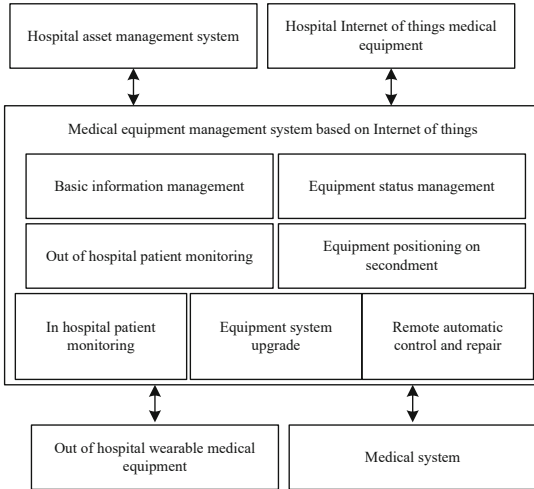 Hospital asset management system
Hospital Internet of things medical
equipment
Medical equipment management system based on Internet of things
Basic information management
Equipment status management
Out of hospital patient monitoring
Equipment positioning on
secondment
In hospital patient
monitoring
Equipment system
upgrade
Remote automatic
control and repair
Out of hospital wearable medical
equipment
Medical system